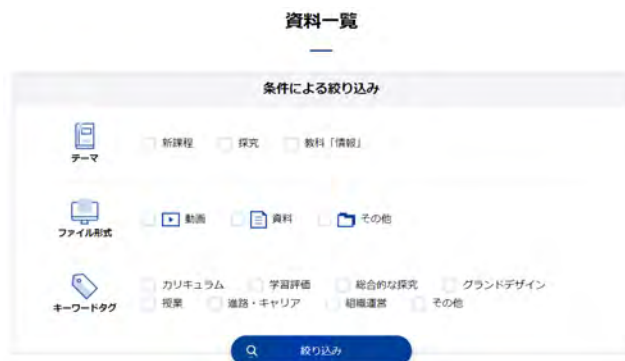 資料一覧
条件による絞り込み
テーマ
新課程 探究 教科「情報」
ファイル形式
動画 資料 その他
キーワードタグ
カリキュラム 学習評価 総合的な探究 グランドデザイン
授業 進路・キャリア 組織運営 その他
絞り込み